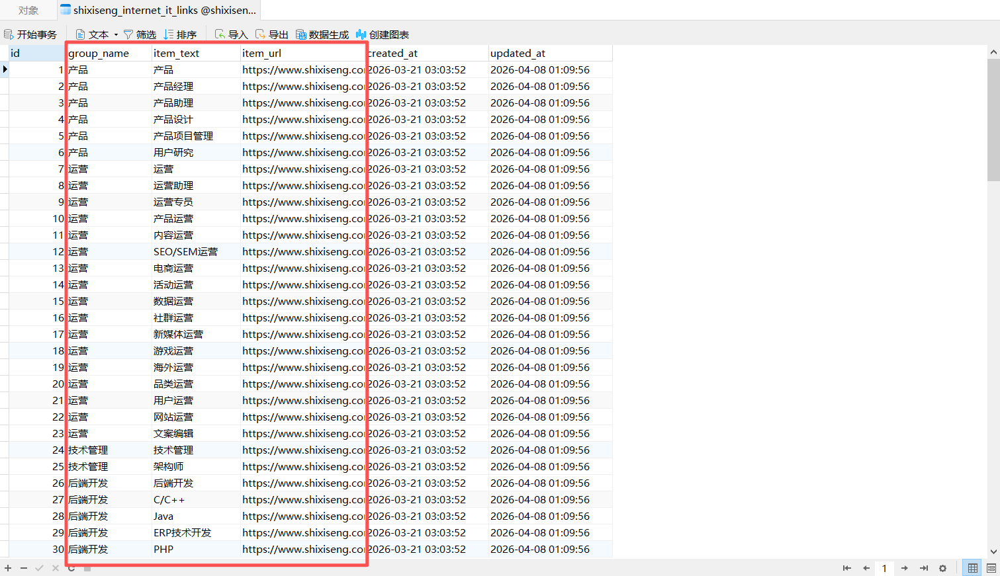 对象 shixiseng_internet_it_links @shixisen...
开始事务 文本 筛选 排序 导入 导出 数据生成 创建图表
id group_name item_text item_url created_at updated_at
1 产品 产品 https://www.shixiseng.co 2026-03-21 03:03:52 2026-04-08 01:09:56
2 产品 产品经理 https://www.shixiseng.co 2026-03-21 03:03:52 2026-04-08 01:09:56
3 产品 产品助理 https://www.shixiseng.co 2026-03-21 03:03:52 2026-04-08 01:09:56
4 产品 产品设计 https://www.shixiseng.co 2026-03-21 03:03:52 2026-04-08 01:09:56
5 产品 产品项目管理 https://www.shixiseng.co 2026-03-21 03:03:52 2026-04-08 01:09:56
6 产品 用户研究 https://www.shixiseng.co 2026-03-21 03:03:52 2026-04-08 01:09:56
7 运营 运营 https://www.shixiseng.co 2026-03-21 03:03:52 2026-04-08 01:09:56
8 运营 运营助理 https://www.shixiseng.co 2026-03-21 03:03:52 2026-04-08 01:09:56
9 运营 运营专员 https://www.shixiseng.co 2026-03-21 03:03:52 2026-04-08 01:09:56
10 运营 产品运营 https://www.shixiseng.co 2026-03-21 03:03:52 2026-04-08 01:09:56
11 运营 内容运营 https://www.shixiseng.co 2026-03-21 03:03:52 2026-04-08 01:09:56
12 运营 SEO/SEM运营 https://www.shixiseng.co 2026-03-21 03:03:52 2026-04-08 01:09:56
13 运营 电商运营 https://www.shixiseng.co 2026-03-21 03:03:52 2026-04-08 01:09:56
14 运营 活动运营 https://www.shixiseng.co 2026-03-21 03:03:52 2026-04-08 01:09:56
15 运营 数据运营 https://www.shixiseng.co 2026-03-21 03:03:52 2026-04-08 01:09:56
16 运营 社群运营 https://www.shixiseng.co 2026-03-21 03:03:52 2026-04-08 01:09:56
17 运营 新媒体运营 https://www.shixiseng.co 2026-03-21 03:03:52 2026-04-08 01:09:56
18 运营 游戏运营 https://www.shixiseng.co 2026-03-21 03:03:52 2026-04-08 01:09:56
19 运营 海外运营 https://www.shixiseng.co 2026-03-21 03:03:52 2026-04-08 01:09:56
20 运营 品类运营 https://www.shixiseng.co 2026-03-21 03:03:52 2026-04-08 01:09:56
21 运营 用户运营 https://www.shixiseng.co 2026-03-21 03:03:52 2026-04-08 01:09:56
22 运营 网站运营 https://www.shixiseng.co 2026-03-21 03:03:52 2026-04-08 01:09:56
23 运营 文案编辑 https://www.shixiseng.co 2026-03-21 03:03:52 2026-04-08 01:09:56
24 技术管理 技术管理 https://www.shixiseng.co 2026-03-21 03:03:52 2026-04-08 01:09:56
25 技术管理 架构师 https://www.shixiseng.co 2026-03-21 03:03:52 2026-04-08 01:09:56
26 后端开发 后端开发 https://www.shixiseng.co 2026-03-21 03:03:52 2026-04-08 01:09:56
27 后端开发 C/C++ https://www.shixiseng.co 2026-03-21 03:03:52 2026-04-08 01:09:56
28 后端开发 Java https://www.shixiseng.co 2026-03-21 03:03:52 2026-04-08 01:09:56
29 后端开发 ERP技术开发 https://www.shixiseng.co 2026-03-21 03:03:52 2026-04-08 01:09:56
30 后端开发 PHP https://www.shixiseng.co 2026-03-21 03:03:52 2026-04-08 01:09:56
1